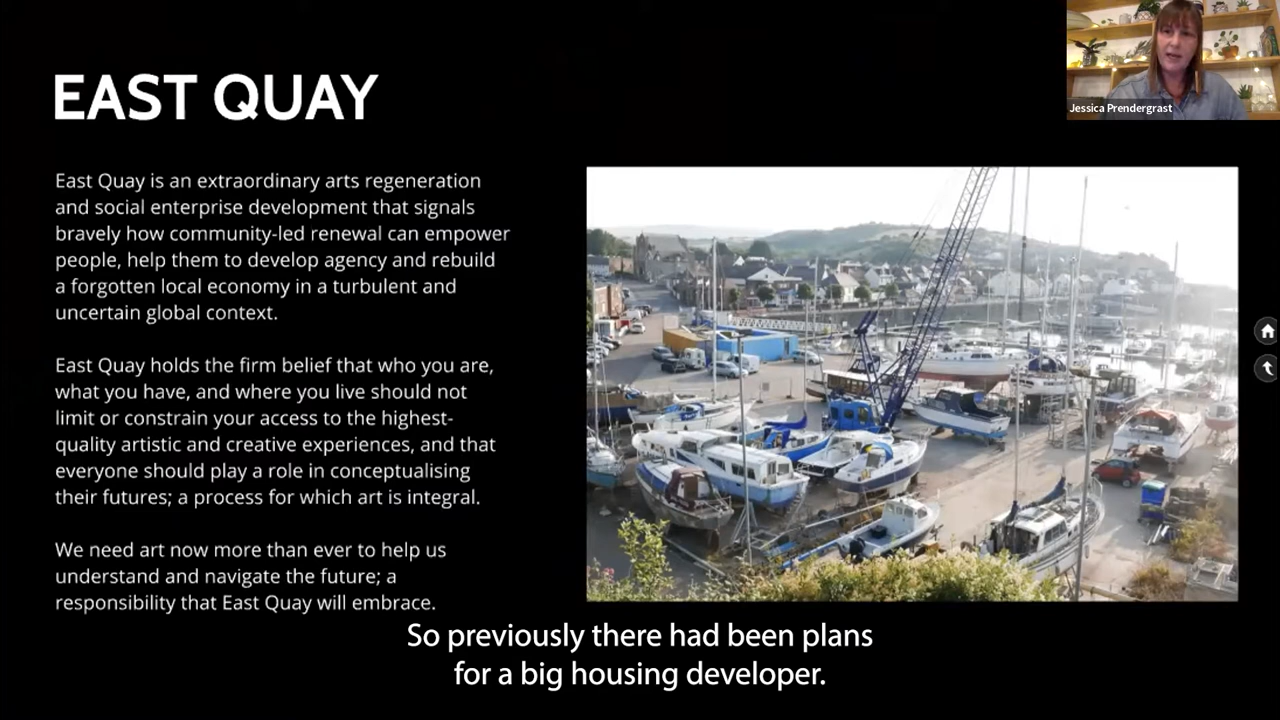 EAST QUAY
Jessica Prendergrast
East Quay is an extraordinary arts regeneration
and social enterprise development that signals
bravely how community-led renewal can empower
people, help them to develop agency and rebuild
a forgotten local economy in a turbulent and
uncertain global context.
East Quay holds the firm belief that who you are,
what you have, and where you live should not
limit or constrain your access to the highest-
quality artistic and creative experiences, and that
everyone should play a role in conceptualising
their futures; a process for which art is integral.
We need art now more than ever to help us
understand and navigate the future; a
responsibility that East Quay will embrace.
So previously there had been plans
for a big housing developer.